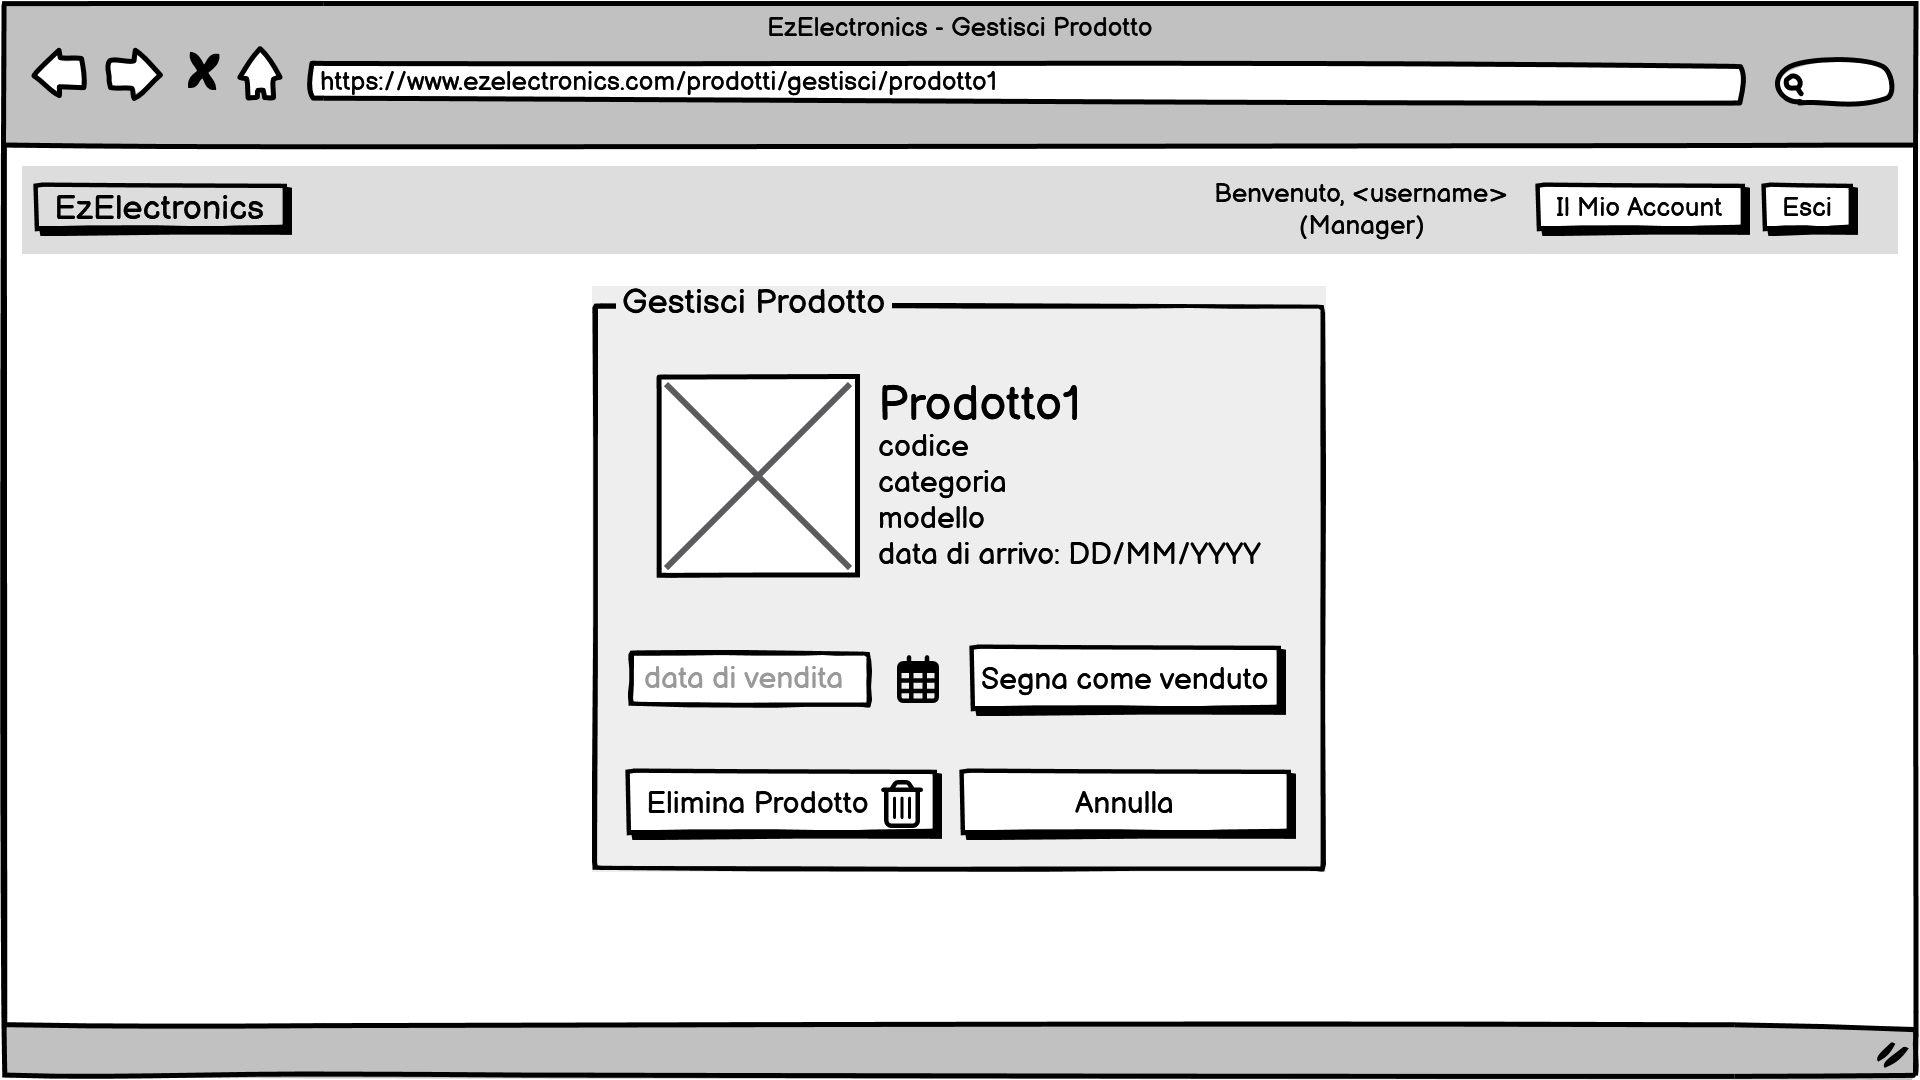 EzElectronics - Gestisci Prodotto
https://www.ezelectronics.com/prodotti/gestisci/prodotto1
EzElectronics
Benvenuto, <username>
(Manager)
Il Mio Account
Esci
Gestisci Prodotto
Prodotto1
codice
categoria
modello
data di arrivo: DD/MM/YYYY
data di vendita
Segna come venduto
Elimina Prodotto
Annulla